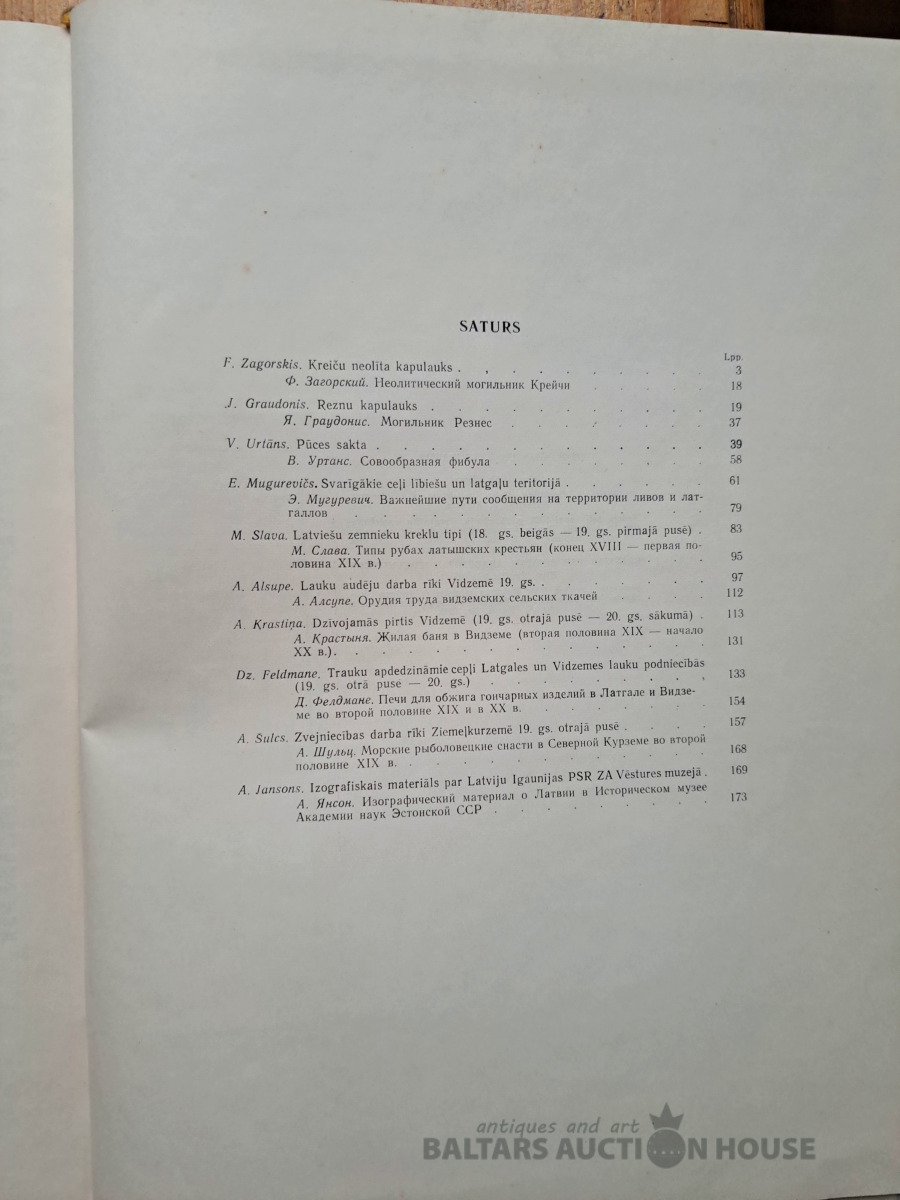 SATURS
Lpp.
F. Zagorskis. Kreiču neolīta kapulauks . . . . . . . . . 3
Ф. Загорский. Неолитический могильник Крейчи . . . . . 18
J. Graudonis. Reznu kapulauks . . . . . . . . . . . 19
Я. Граудонис. Могильник Резнес . . . . . . . . 37
V. Urtāns. Pūces sakta . . . . . . . . . . . . . 39
В. Уртанс. Совообразная фибула . . . . . . . . 58
E. Mugurevičs. Svarīgākie ceļi lībiešu un latgaļu teritorijā . . . . . . 61
Э. Мугуревич. Важнейшие пути сообщения на территории ливов и лат-
галлов . . . . . . . . . . . . . 79
M. Slava. Latviešu zemnieku kreklu tipi (18. gs. beigās — 19. gs. pirmajā pusē) . 83
М. Слава. Типы рубах латышских крестьян (конец XVIII — первая по-
ловина XIX в.) . . . . . . . . . . . 95
A. Alsupe. Lauku audēju darba rīki Vidzemē 19. gs. . . . . . . . 97
А. Алсупе. Орудия труда видземских сельских ткачей . . . . 112
A. Krastiņa. Dzīvojamās pirtis Vidzemē (19. gs. otrajā pusē — 20. gs. sākumā) . 113
А. Крастыня. Жилая баня в Видземе (вторая половина XIX — начало
XX в.) . . . . . . . . . . . . . 131
Dz. Feldmane. Trauku apdedzināmie cepļi Latgales un Vidzemes lauku podniecībās
(19. gs. otrā puse — 20. gs.) . . . . . . . . 133
Д. Фелдмане. Печи для обжига гончарных изделий в Латгале и Видзе-
ме во второй половине XIX и в XX в. . . . . . . . 154
A. Šulcs. Zvejniecības darba rīki Ziemeļkurzemē 19. gs. otrajā pusē . . . . 157
А. Шульц. Морские рыболовецкие снасти в Северной Курземе во второй
половине XIX в. . . . . . . . . . . . 168
A. Jansons. Izogrāfiskais materiāls par Latviju Igaunijas PSR ZA Vēstures muzejā . 169
А. Янсон. Изографический материал о Латвии в Историческом музее
Академии наук Эстонской ССР . . . . . . . . . 173
antiques and art
BALTARS AUCTION HOUSE